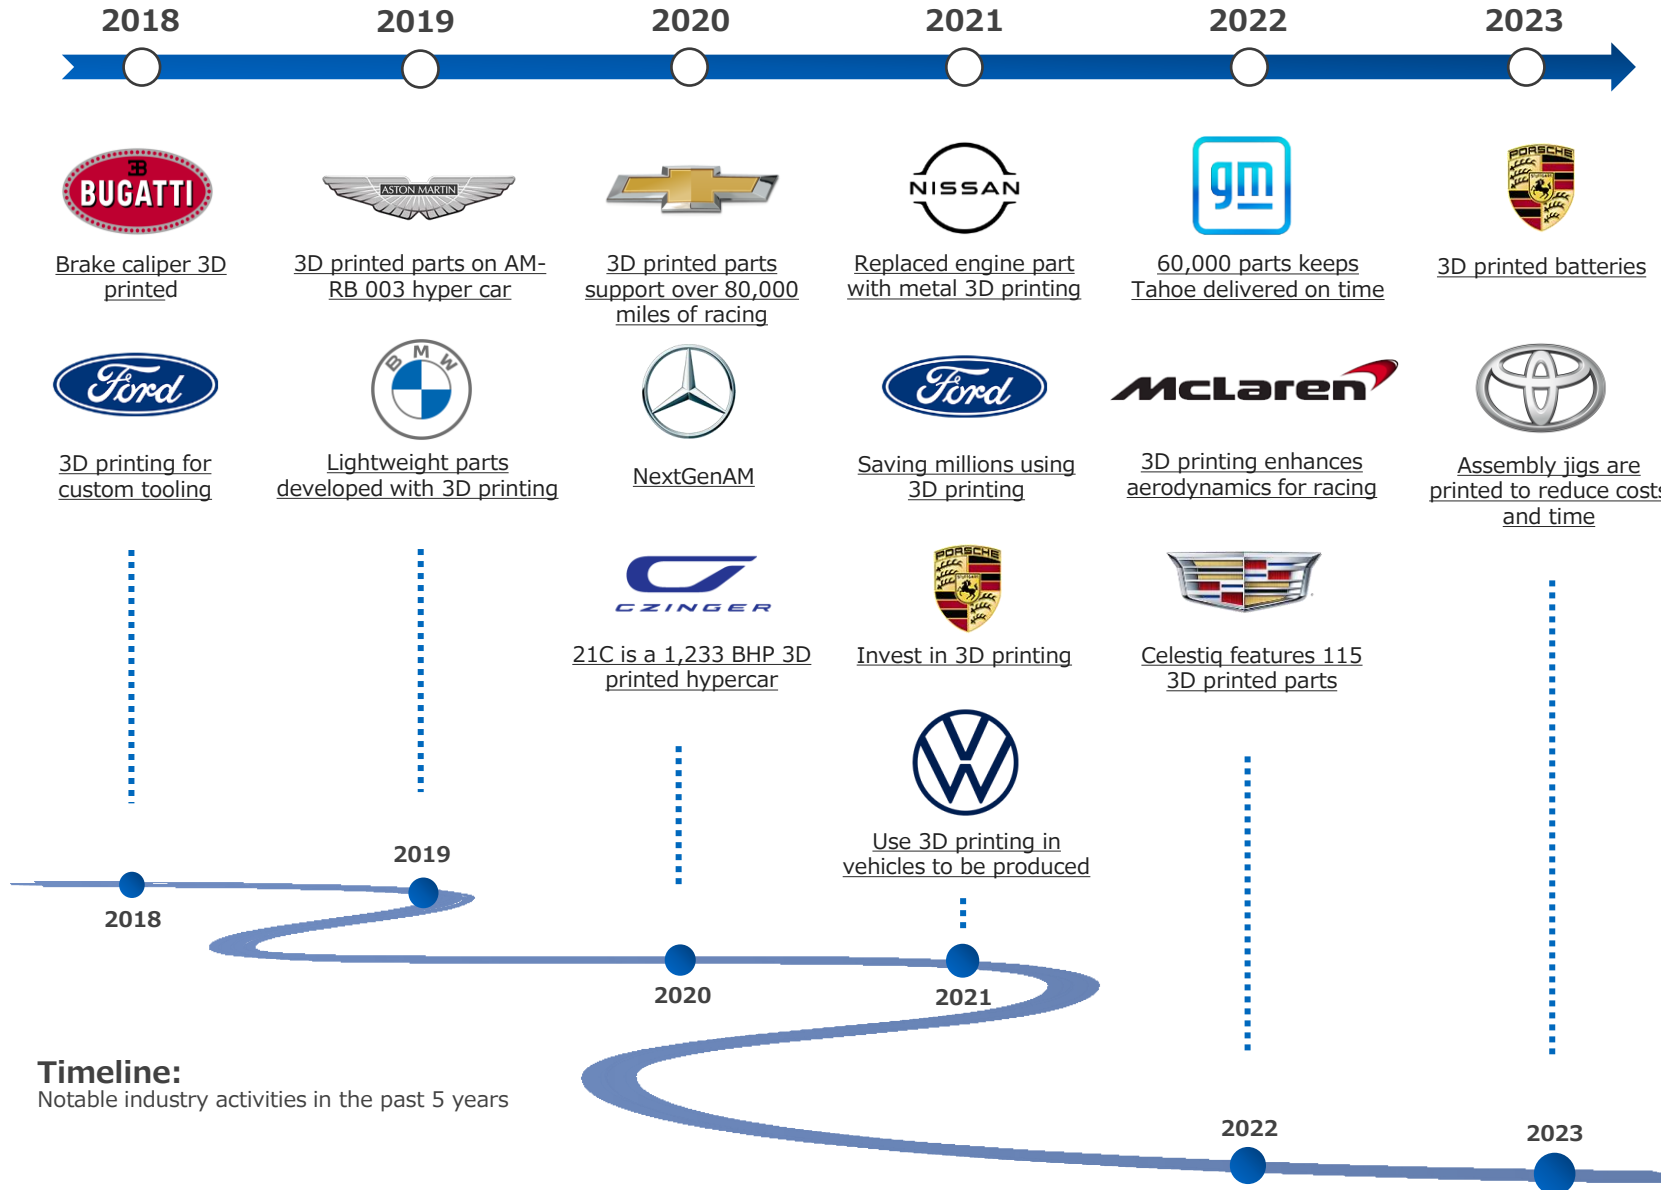 2018
2019
2020
2021
2022
2023
BUGATTI
Brake caliper 3D
printed
ASTON MARTIN
3D printed parts on AM-
RB 003 hyper car
3D printed parts
support over 80,000
miles of racing
NISSAN
Replaced engine part
with metal 3D printing
gm
60,000 parts keeps
Tahoe delivered on time
PORSCHE
3D printed batteries
Ford
3D printing for
custom tooling
BMW
Lightweight parts
developed with 3D printing
NextGenAM
Ford
Saving millions using
3D printing
McLaren
3D printing enhances
aerodynamics for racing
Assembly jigs are
printed to reduce costs
and time
CZINGER
21C is a 1,233 BHP 3D
printed hypercar
PORSCHE
Invest in 3D printing
Celestiq features 115
3D printed parts
Use 3D printing in
vehicles to be produced
2018
2019
2020
2021
Timeline:
Notable industry activities in the past 5 years
2022
2023